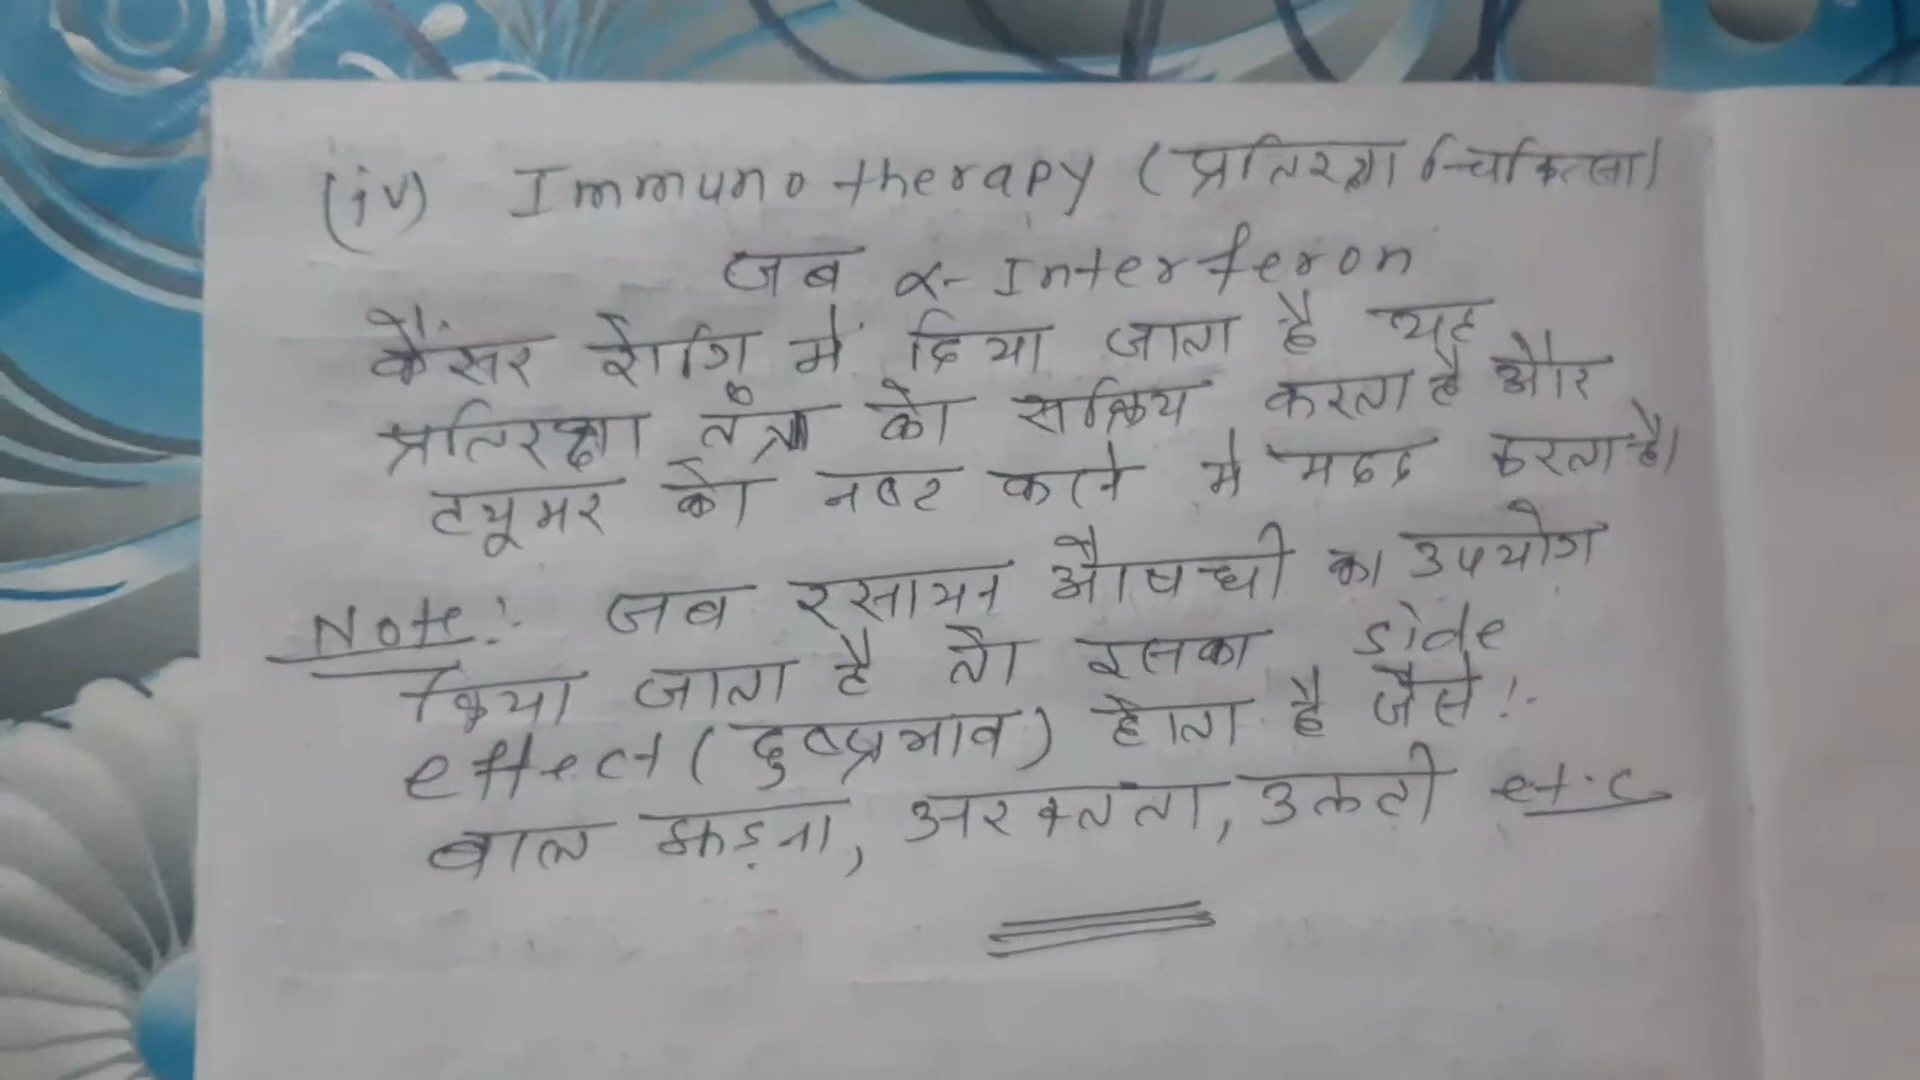 (iv) Immunotherapy (प्रतिरक्षा चिकित्सा)
जब α-Interferon
कैंसर रोगि में दिया जाता है यह
प्रतिरक्षा तंत्र को सक्रिय करता है और
ट्यूमर को नष्ट करने मे मदद करता है।
Note:- जब रसायन औषधी का उपयोग
किया जाता है तो इसका side
effect (दुष्प्रभाव) होता है जैसे :-
बाल झड़ना, अरक्तता, उल्टी etc